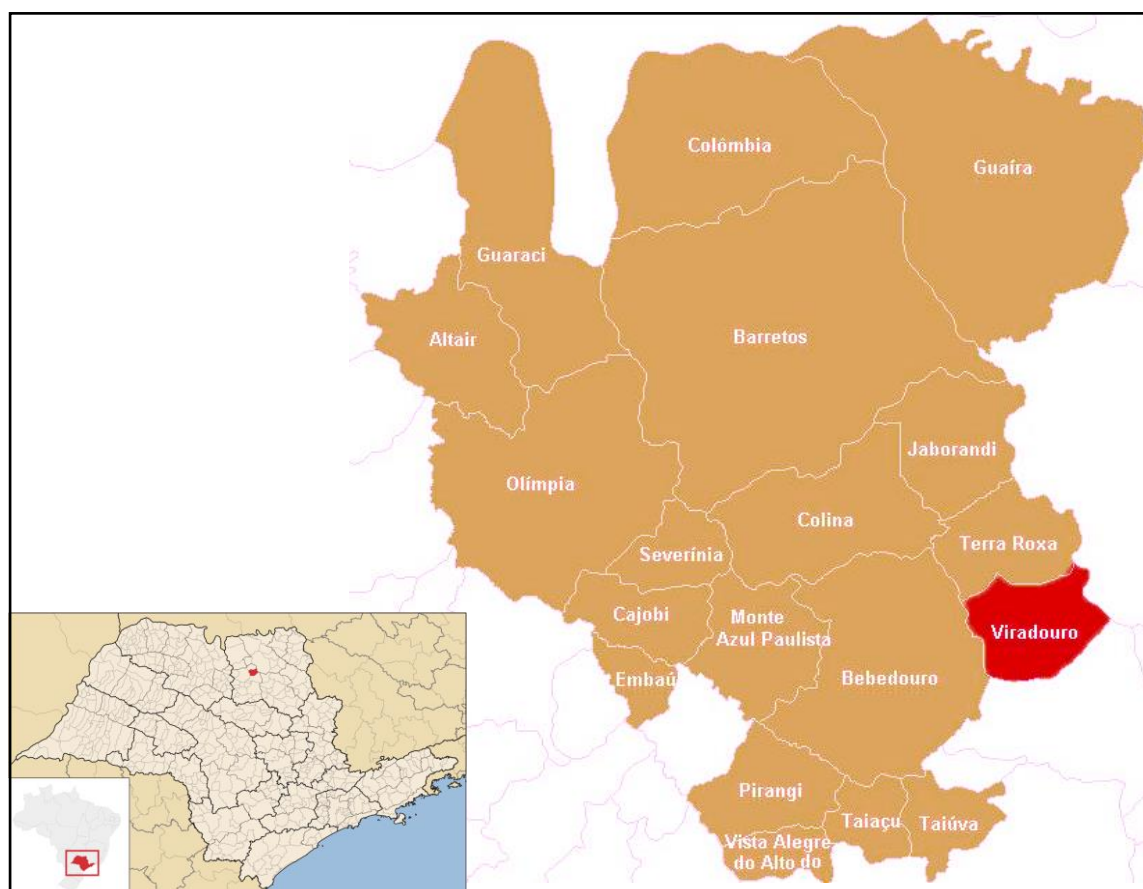 Colômbia
Guaíra
Guaraci
Altair
Barretos
Jaborandi
Olímpia
Colina
Terra Roxa
Severínia
Cajobi
Monte
Azul Paulista
Viradouro
Embaú
Bebedouro
Pirangi
Taiaçu
Taiúva
Vista Alegre
do Alto do